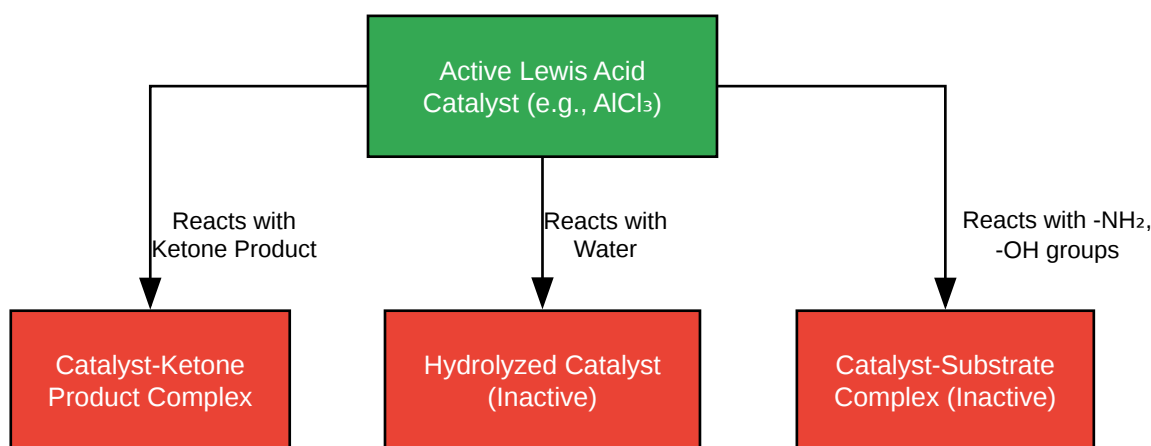 Active Lewis Acid
Catalyst (e.g., AlCl₃)
Reacts with
Ketone Product
Reacts with
Water
Reacts with -NH₂,
-OH groups
Catalyst-Ketone
Product Complex
Hydrolyzed Catalyst
(Inactive)
Catalyst-Substrate
Complex (Inactive)